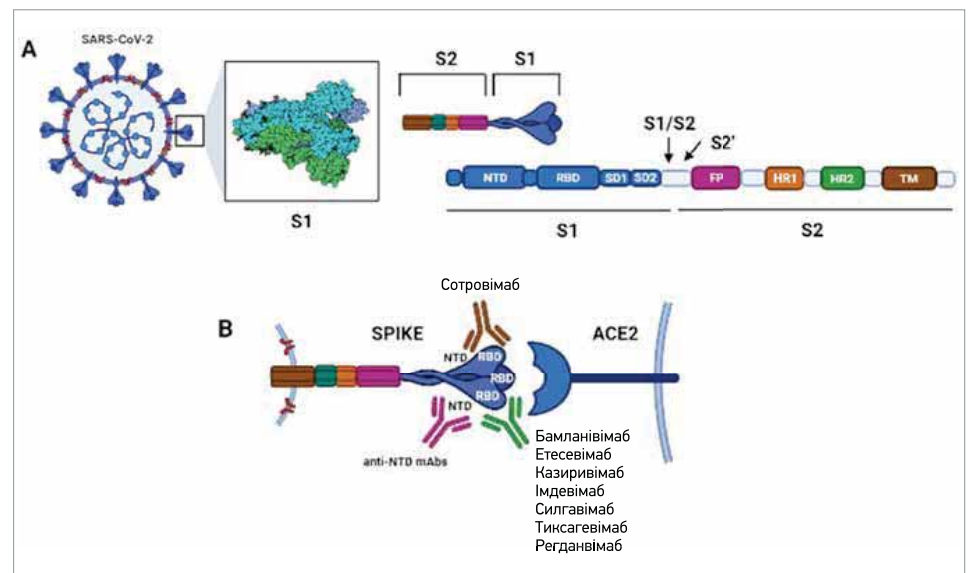 A
SARS-CoV-2
S1
S2 S1
S1/S2
S2'
NTD RBD SD1 SD2 FP HR1 HR2 TM
S1 S2
B
Сотровімаб
SPIKE
ACE2
NTD
RBD
RBD
RBD
NTD
anti-NTD mAbs
Бамланівімаб
Етесевімаб
Казиривімаб
Імдевімаб
Силгавімаб
Тиксагевімаб
Регданвімаб